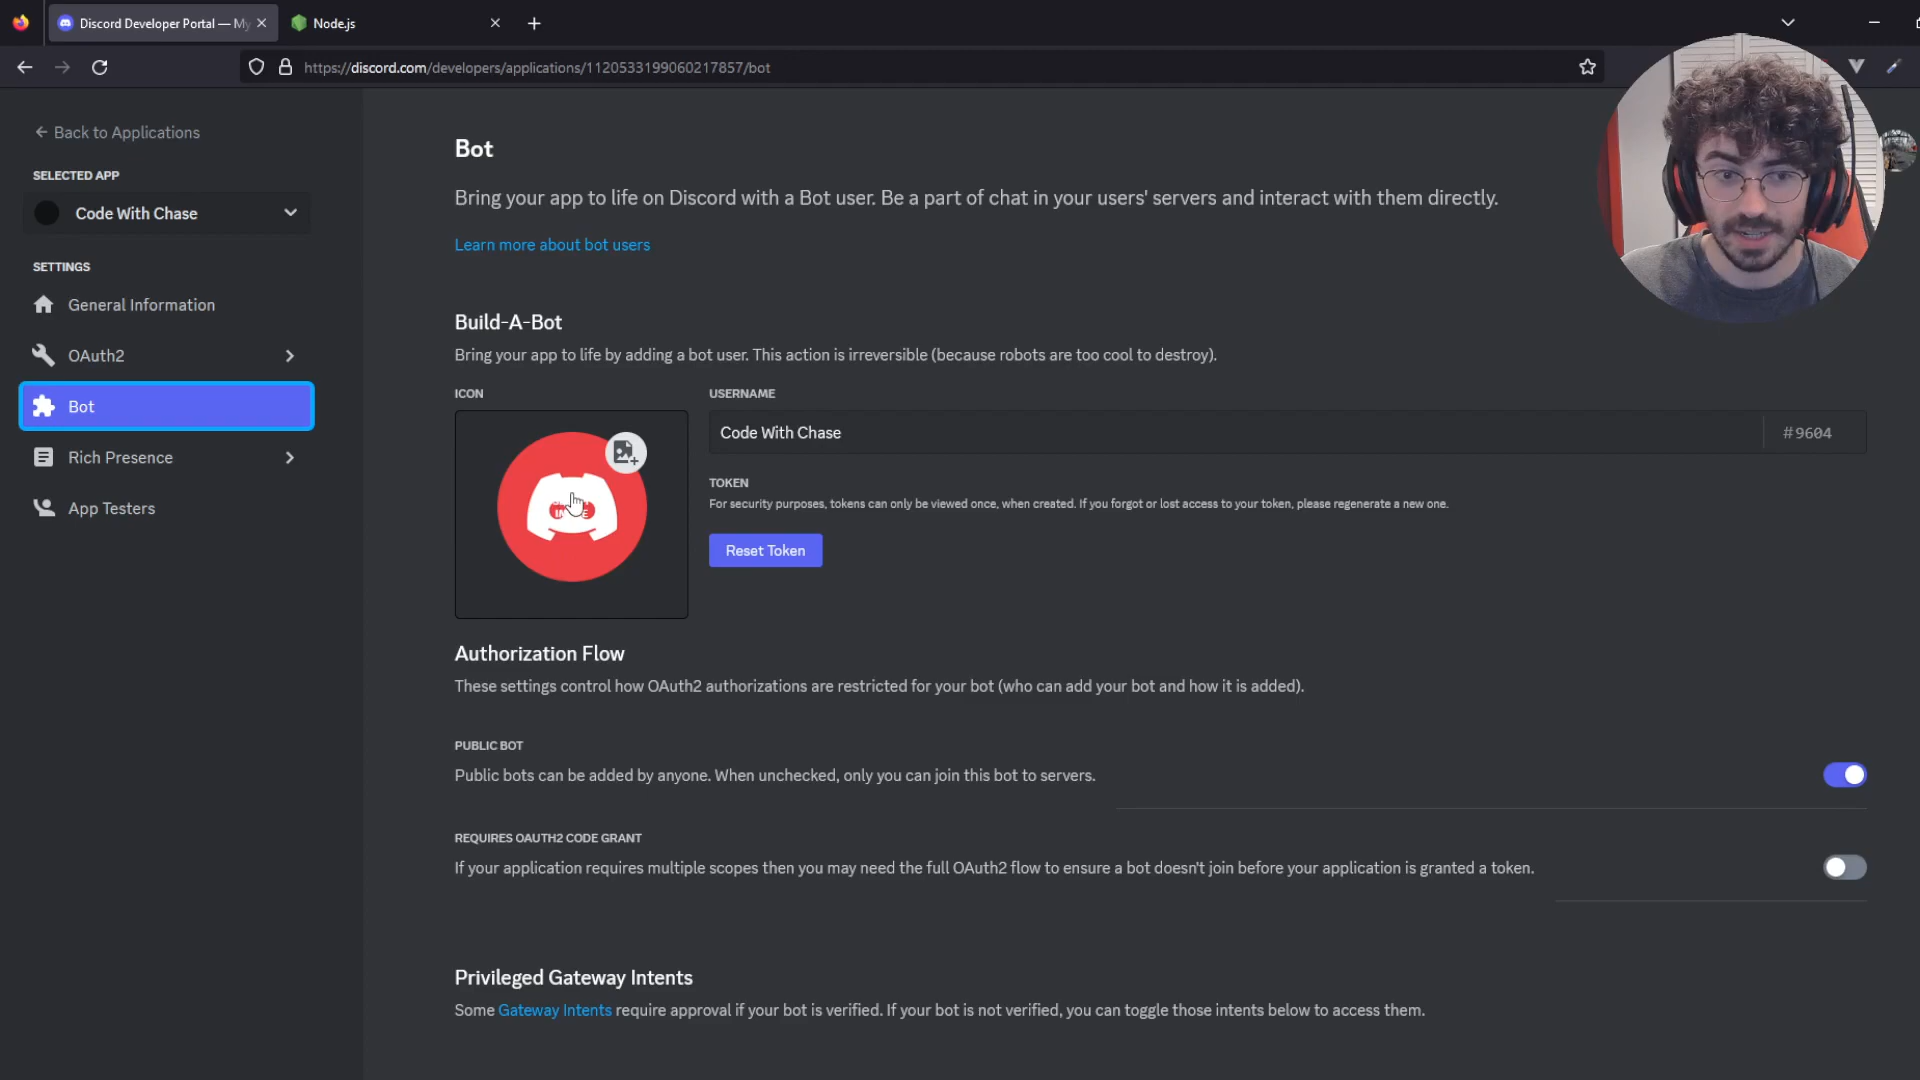 Discord Developer Portal — My
Node.js
https://discord.com/developers/applications/1120533199060217857/bot
Back to Applications
SELECTED APP
Code With Chase
SETTINGS
General Information
OAuth2
Bot
Rich Presence
App Testers
Bot
Bring your app to life on Discord with a Bot user. Be a part of chat in your users' servers and interact with them directly.
Learn more about bot users
Build-A-Bot
Bring your app to life by adding a bot user. This action is irreversible (because robots are too cool to destroy).
ICON
USERNAME
Code With Chase
#9604
TOKEN
For security purposes, tokens can only be viewed once, when created. If you forgot or lost access to your token, please regenerate a new one.
Reset Token
Authorization Flow
These settings control how OAuth2 authorizations are restricted for your bot (who can add your bot and how it is added).
PUBLIC BOT
Public bots can be added by anyone. When unchecked, only you can join this bot to servers.
REQUIRES OAUTH2 CODE GRANT
If your application requires multiple scopes then you may need the full OAuth2 flow to ensure a bot doesn't join before your application is granted a token.
Privileged Gateway Intents
Some Gateway Intents require approval if your bot is verified. If your bot is not verified, you can toggle those intents below to access them.